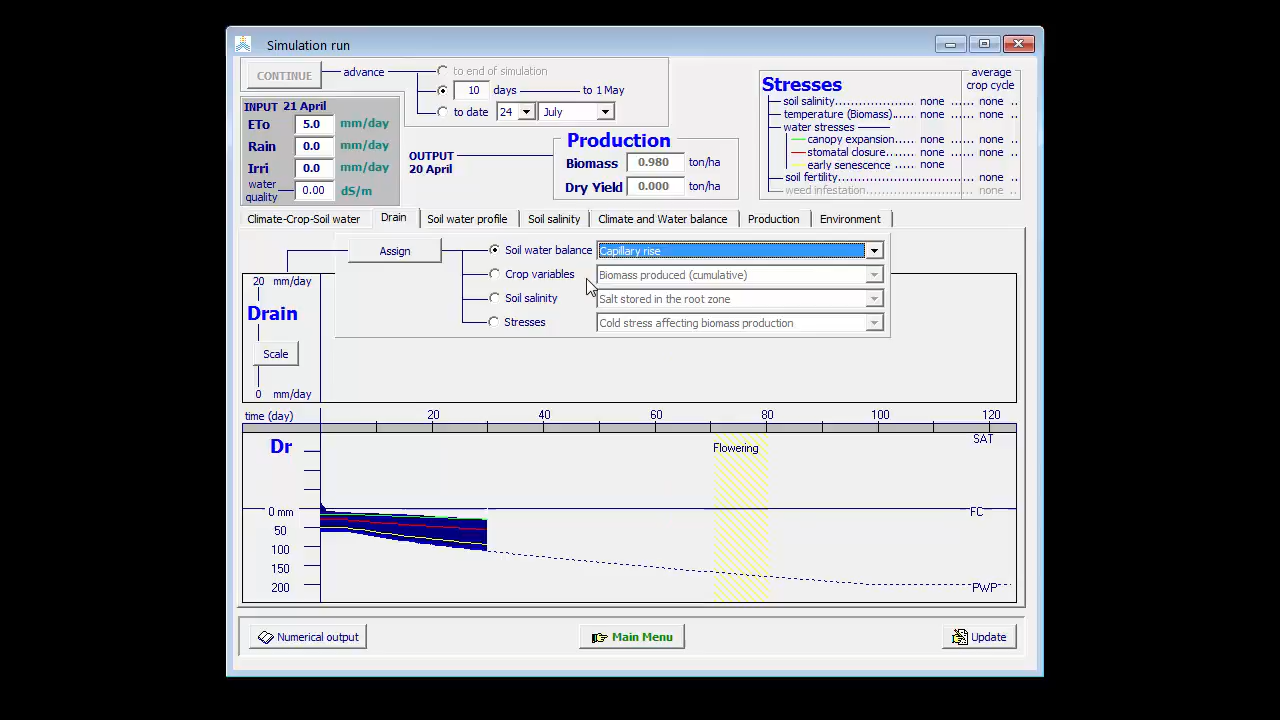 Simulation run
CONTINUE advance to end of simulation
10 days to 1 May
to date 24 July
INPUT 21 April
ETo 5.0 mm/day
Rain 0.0 mm/day
Irri 0.0 mm/day
water quality 0.00 dS/m
OUTPUT
20 April
Production
Biomass 0.980 ton/ha
Dry Yield 0.000 ton/ha
Stresses average
crop cycle
soil salinity........................ none ..... none ..
temperature (Biomass)..... none ..... none ..
water stresses
canopy expansion..... none ..... none ..
stomatal closure....... none ..... none ..
early senescence none
soil fertility......................... none ..... none ..
weed infestation................. none ..
Climate-Crop-Soil water Drain Soil water profile Soil salinity Climate and Water balance Production Environment
Assign Soil water balance Capillary rise
Crop variables Biomass produced (cumulative)
Soil salinity Salt stored in the root zone
Stresses Cold stress affecting biomass production
20 mm/day
Drain
Scale
0 mm/day
time (day) 20 40 60 80 100 120
Dr Flowering SAT
0 mm FC
50
100
150
200 PWP
Numerical output Main Menu Update